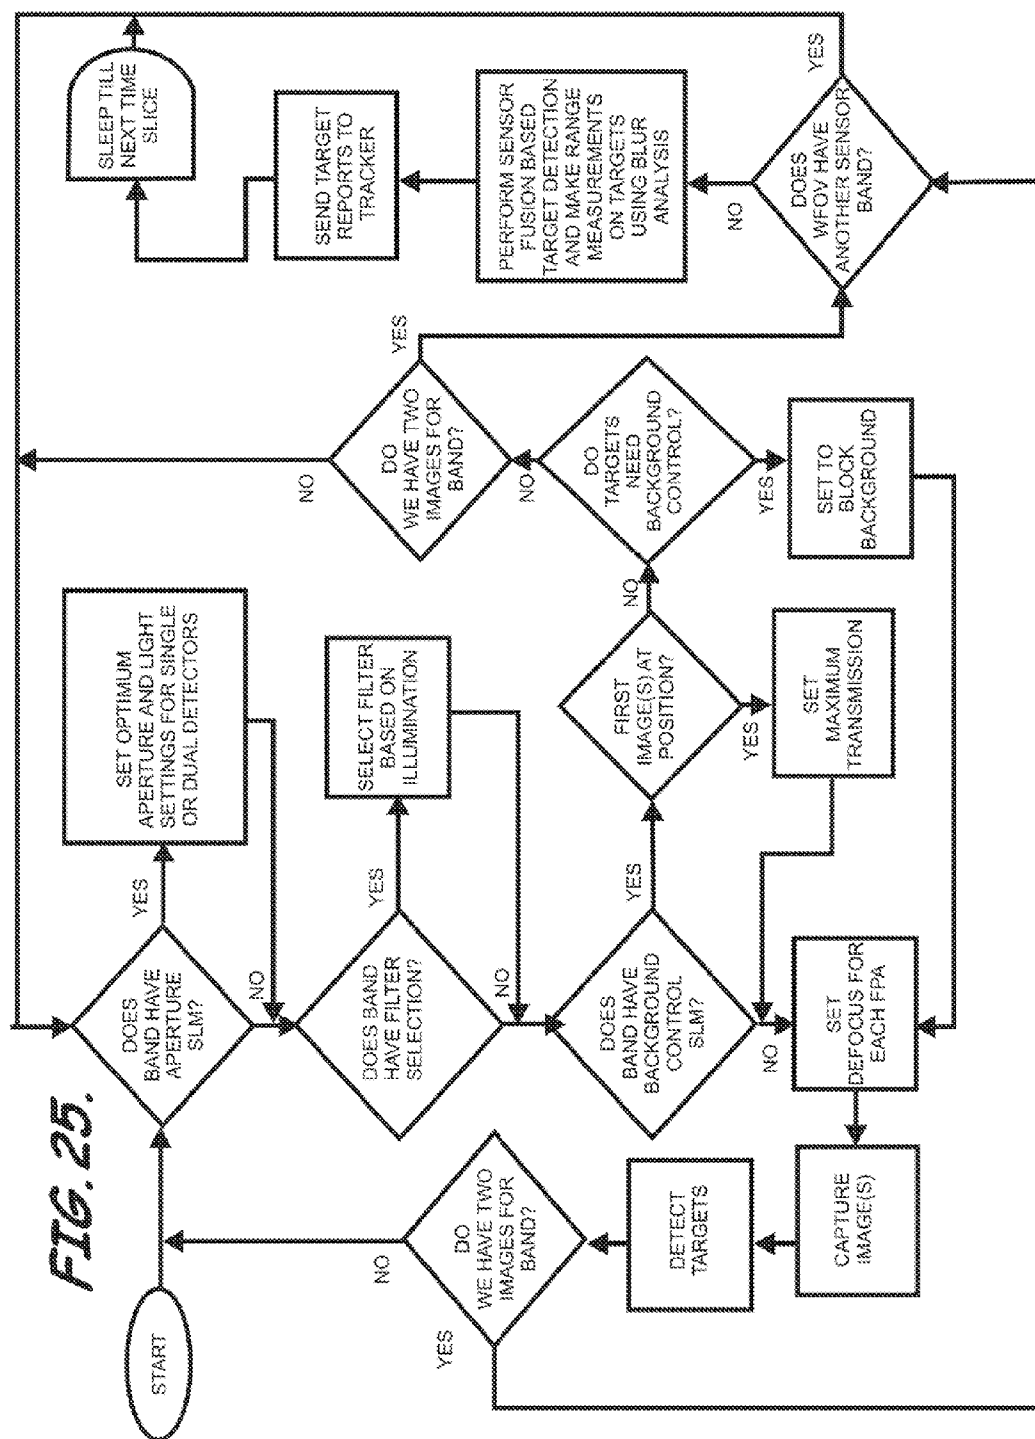 FIG. 25.
START
DOES
BAND HAVE
APERTURE
SLM?
YES
NO
SET OPTIMUM
APERTURE AND LIGHT
SETTINGS FOR SINGLE
OR DUAL DETECTORS
DOES BAND
HAVE FILTER
SELECTION?
YES
NO
SELECT FILTER
BASED ON
ILLUMINATION
DOES
BAND HAVE
BACKGROUND
CONTROL
SLM?
YES
NO
FIRST
IMAGE(S) AT
POSITION?
NO
YES
SET
MAXIMUM
TRANSMISSION
SET
DEFOCUS FOR
EACH FPA
CAPTURE
IMAGE(S)
DETECT
TARGETS
DO
WE HAVE TWO
IMAGES FOR
BAND?
NO
YES
DO
TARGETS
NEED
BACKGROUND
CONTROL?
NO
YES
SET TO
BLOCK
BACKGROUND
DO
WE HAVE TWO
IMAGES FOR
BAND?
NO
YES
DOES
WFOV HAVE
ANOTHER SENSOR
BAND?
YES
NO
PERFORM SENSOR
FUSION BASED
TARGET DETECTION
AND MAKE RANGE
MEASUREMENTS
ON TARGETS
USING BLUR
ANALYSIS
SEND TARGET
REPORTS TO
TRACKER
SLEEP TILL
NEXT TIME
SLICE